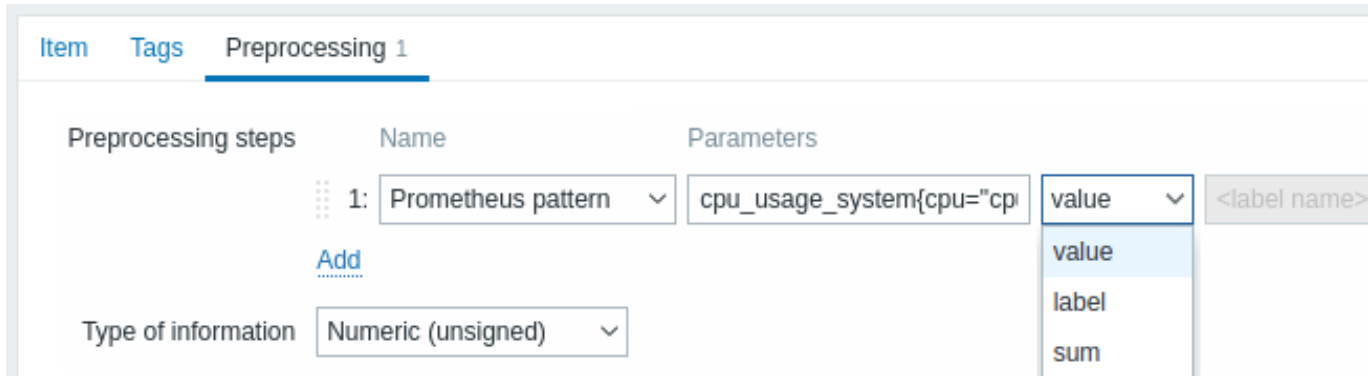 Item Tags Preprocessing 1
Preprocessing steps Name Parameters
1: Prometheus pattern cpu_usage_system{cpu="cp value <label name>
Add value
label
Type of information Numeric (unsigned)
sum